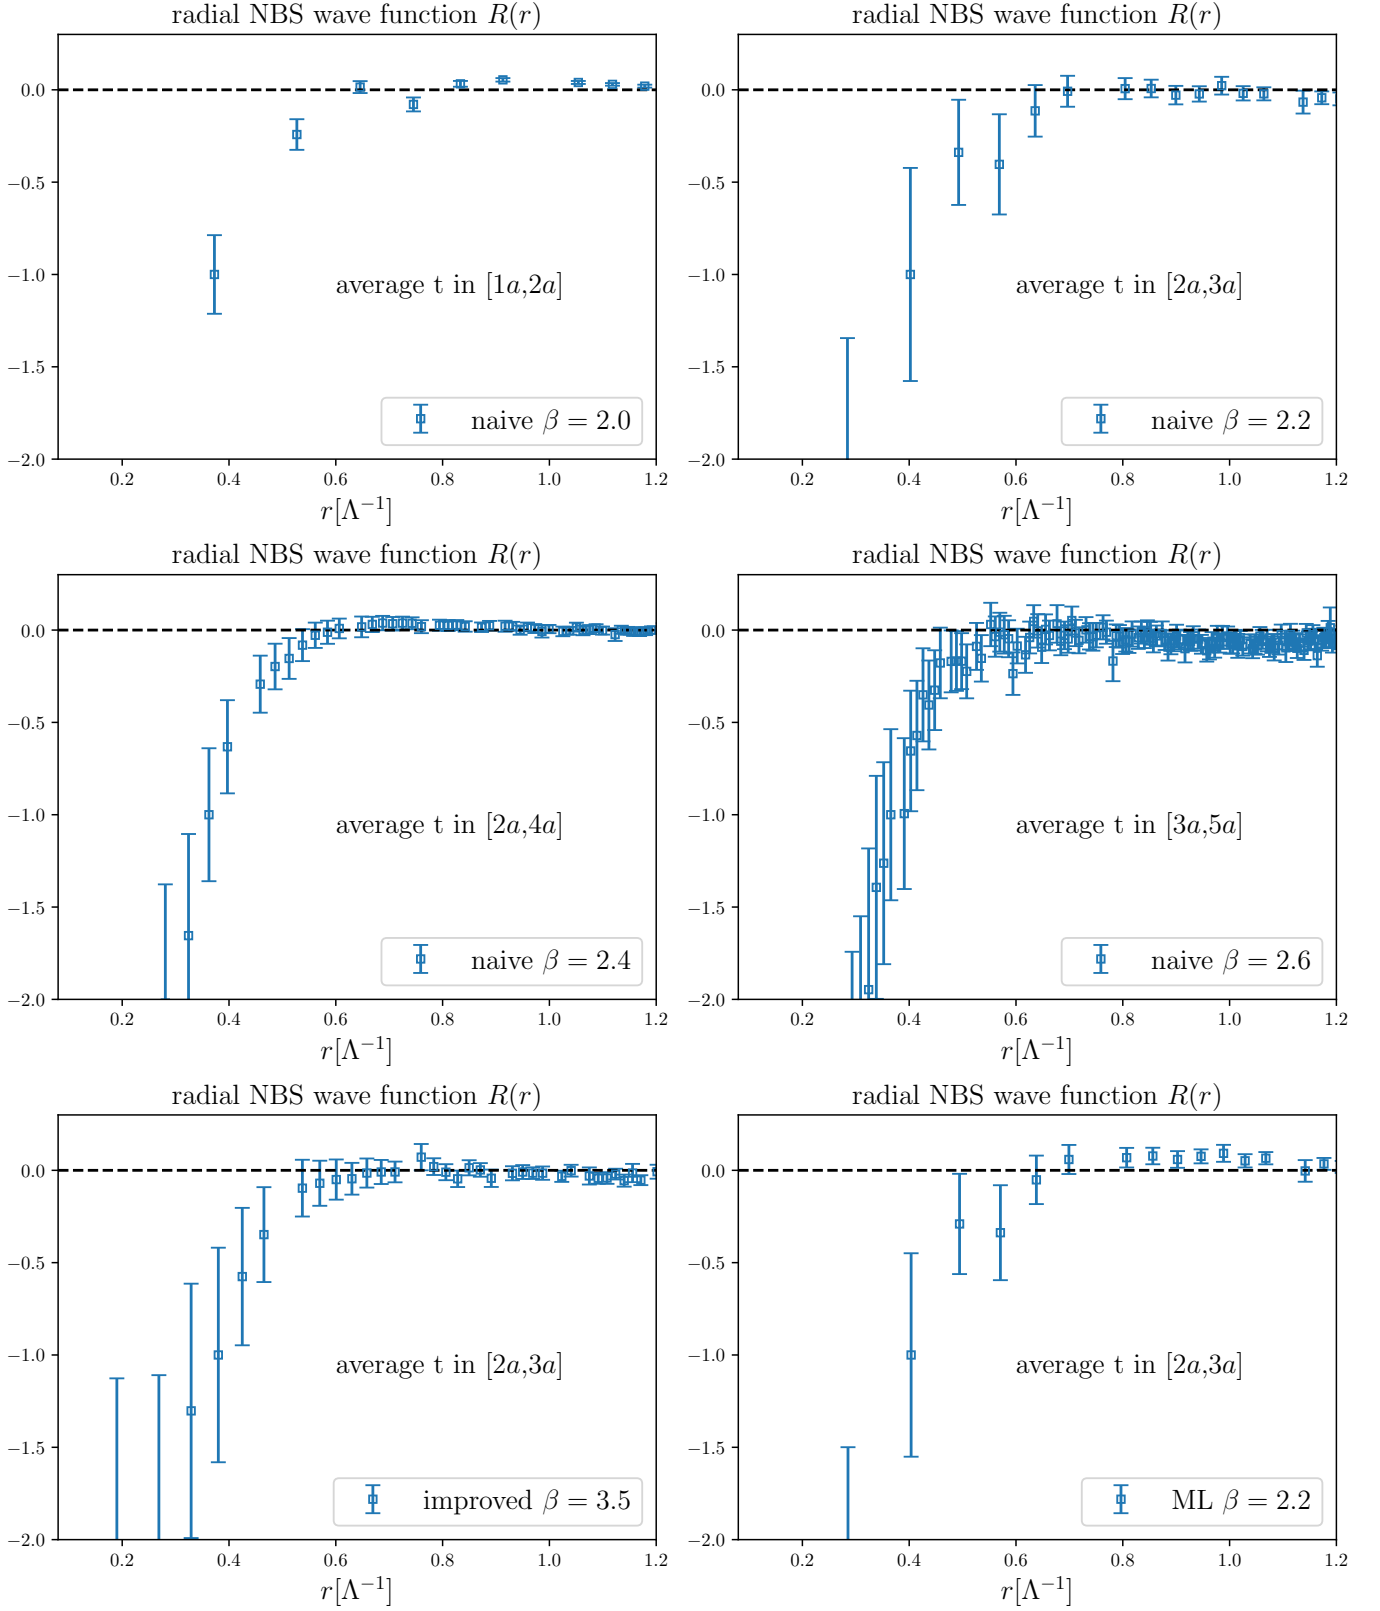 radial NBS wave function R(r)
0.0
−0.5
−1.0
−1.5
−2.0
average t in [1a,2a]
naive β = 2.0
0.2 0.4 0.6 0.8 1.0 1.2
r[Λ⁻¹]
radial NBS wave function R(r)
0.0
−0.5
−1.0
−1.5
−2.0
average t in [2a,3a]
naive β = 2.2
0.2 0.4 0.6 0.8 1.0 1.2
r[Λ⁻¹]
radial NBS wave function R(r)
0.0
−0.5
−1.0
−1.5
−2.0
average t in [2a,4a]
naive β = 2.4
0.2 0.4 0.6 0.8 1.0 1.2
r[Λ⁻¹]
radial NBS wave function R(r)
0.0
−0.5
−1.0
−1.5
−2.0
average t in [3a,5a]
naive β = 2.6
0.2 0.4 0.6 0.8 1.0 1.2
r[Λ⁻¹]
radial NBS wave function R(r)
0.0
−0.5
−1.0
−1.5
−2.0
average t in [2a,3a]
improved β = 3.5
0.2 0.4 0.6 0.8 1.0 1.2
r[Λ⁻¹]
radial NBS wave function R(r)
0.0
−0.5
−1.0
−1.5
−2.0
average t in [2a,3a]
ML β = 2.2
0.2 0.4 0.6 0.8 1.0 1.2
r[Λ⁻¹]